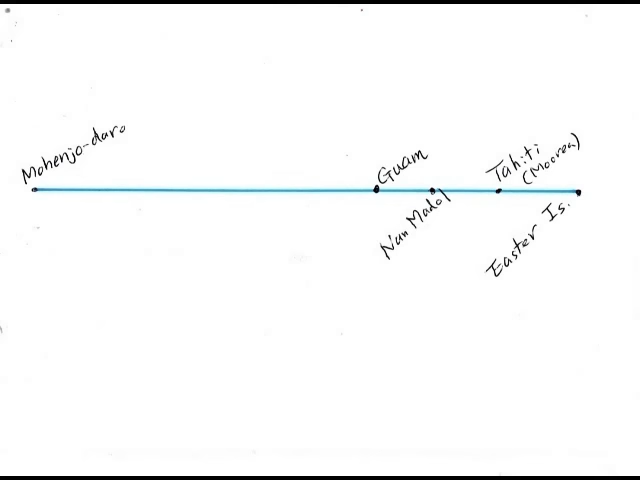 Mohenjo-daro
Guam
Nan Madol
Tahiti
(Moorea)
Easter Is.